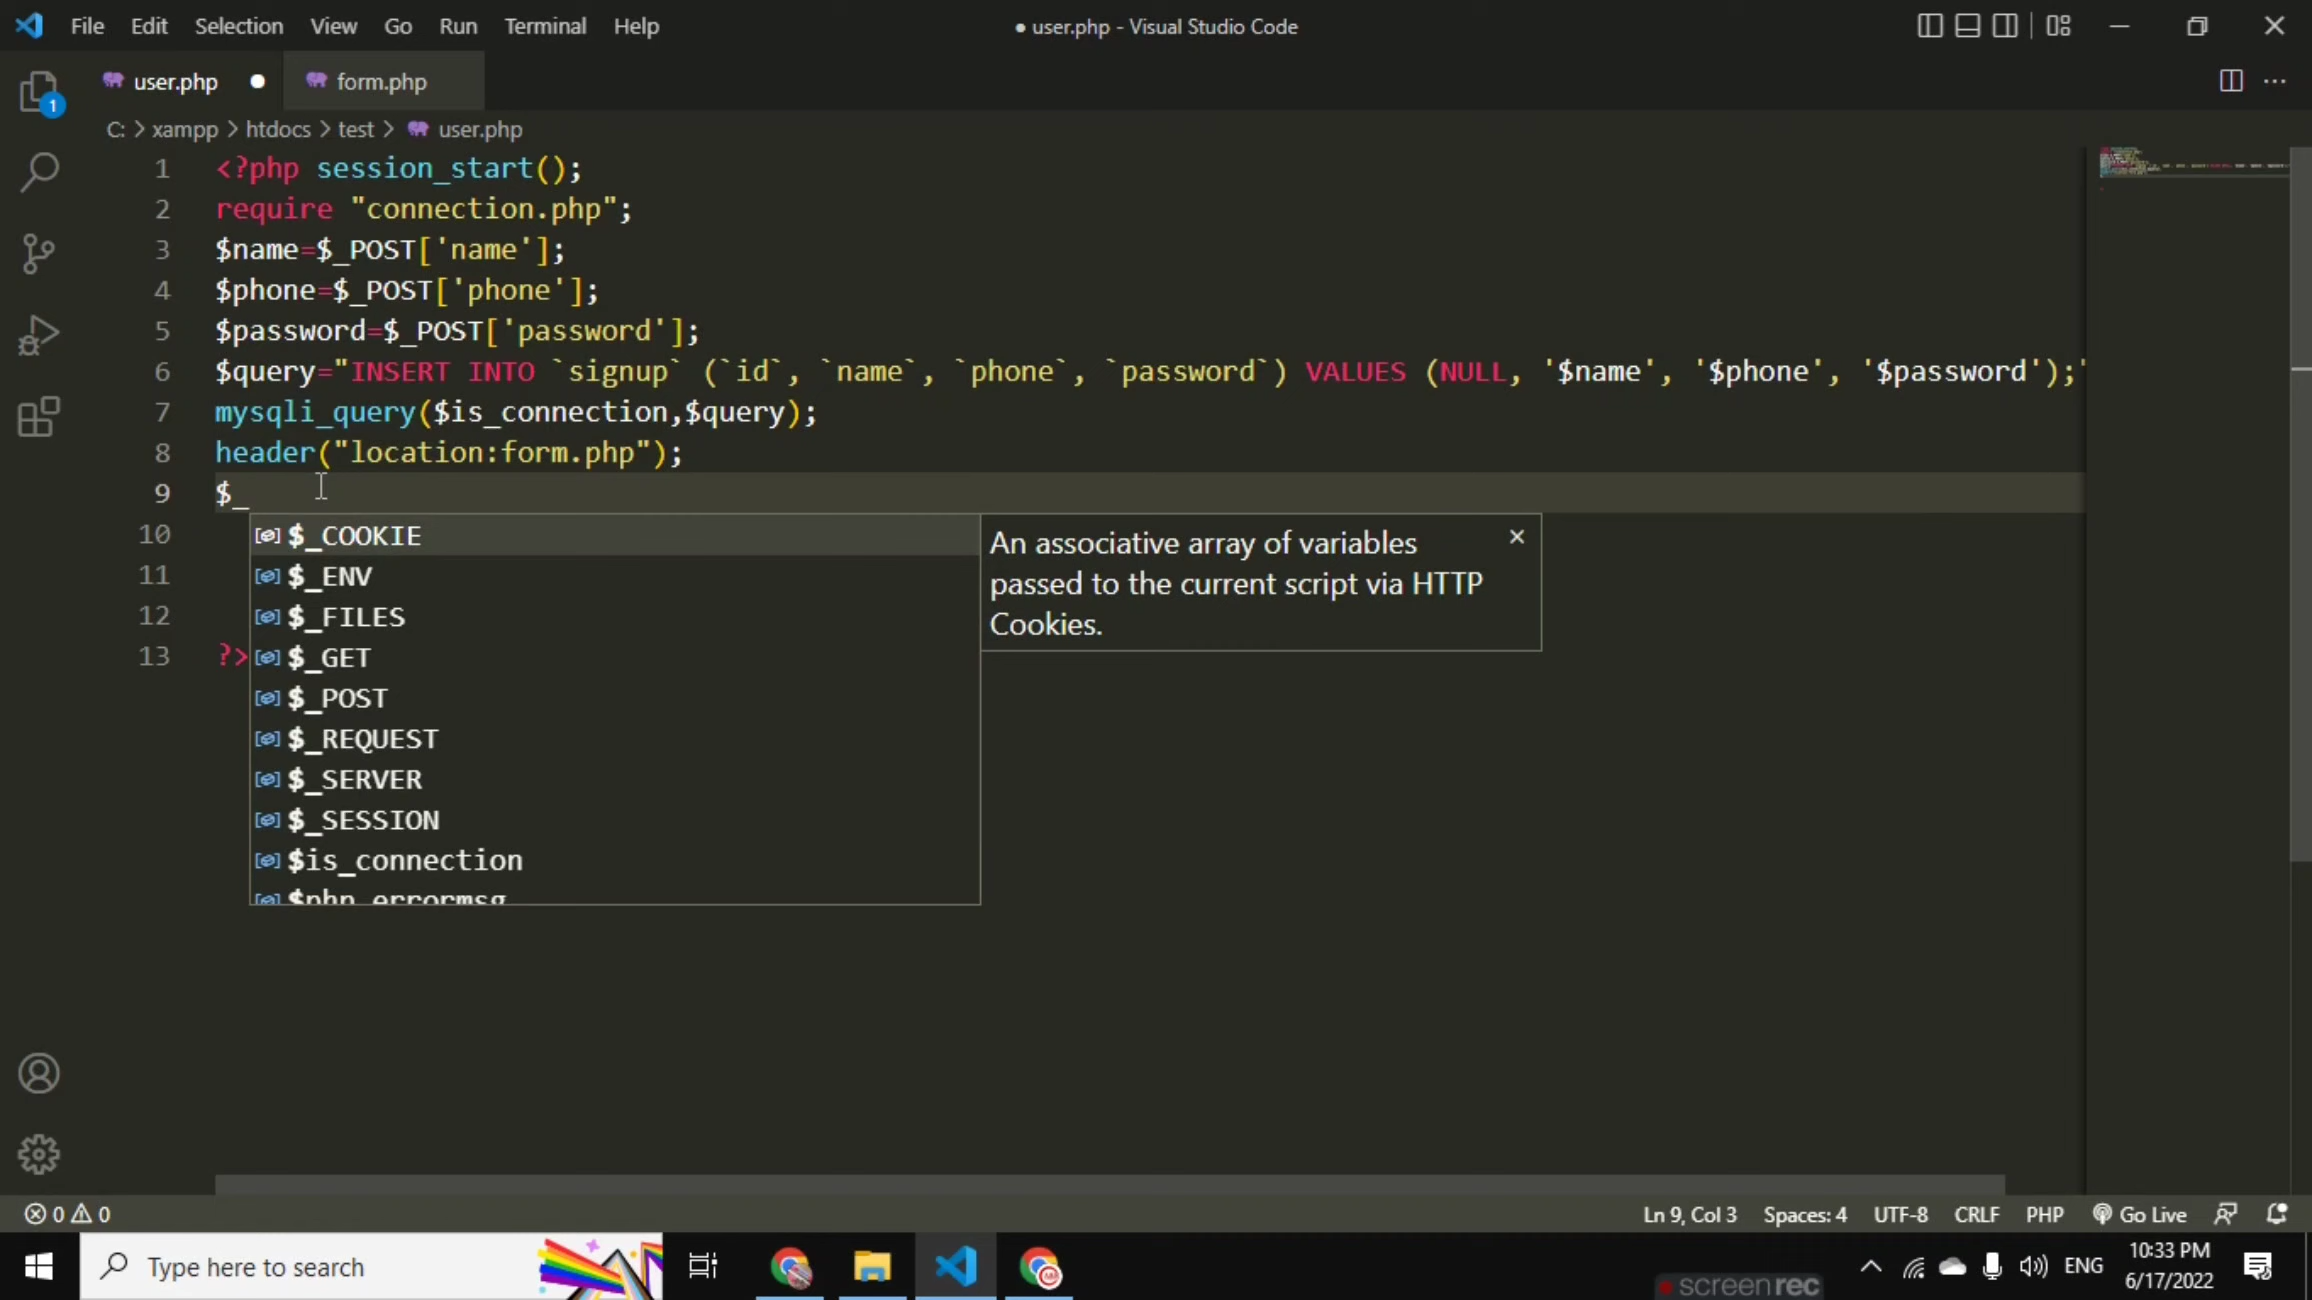 File Edit Selection View Go Run Terminal Help
● user.php - Visual Studio Code
user.php ● form.php
C: > xampp > htdocs > test > user.php
1 <?php session_start();
2 require "connection.php";
3 $name=$_POST['name'];
4 $phone=$_POST['phone'];
5 $password=$_POST['password'];
6 $query="INSERT INTO `signup` (`id`, `name`, `phone`, `password`) VALUES (NULL, '$name', '$phone', '$password');"
7 mysqli_query($is_connection,$query);
8 header("location:form.php");
9 $_
10
11
12
13 ?>
$_COOKIE
$_ENV
$_FILES
$_GET
$_POST
$_REQUEST
$_SERVER
$_SESSION
$is_connection
$php_errormsg
An associative array of variables
passed to the current script via HTTP
Cookies.
1
0 0
Ln 9, Col 3 Spaces: 4 UTF-8 CRLF PHP Go Live
Type here to search
screenrec
ENG
10:33 PM
6/17/2022